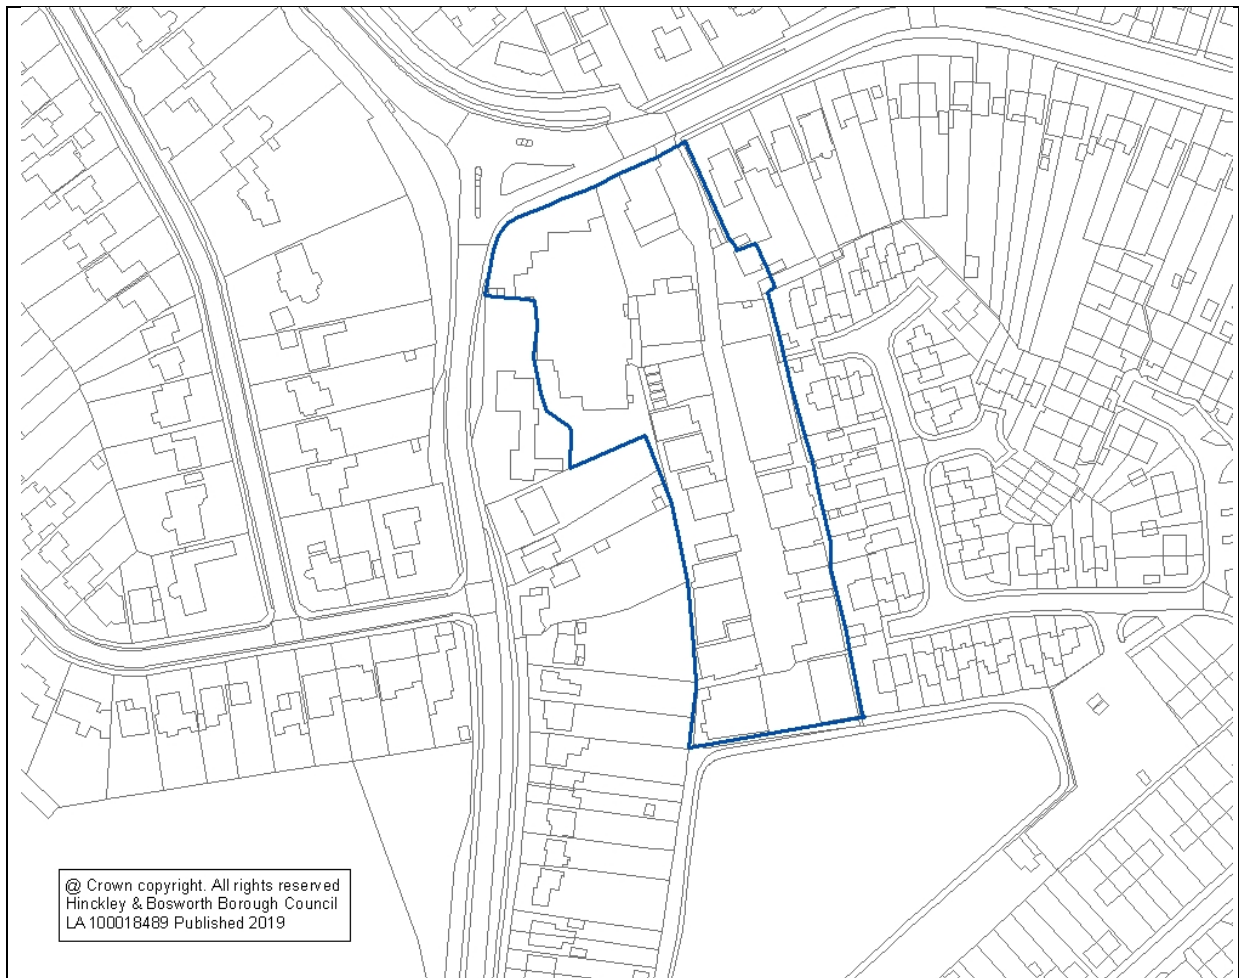 @ Crown copyright. All rights reserved
Hinckley & Bosworth Borough Council
LA 100018489 Published 2019